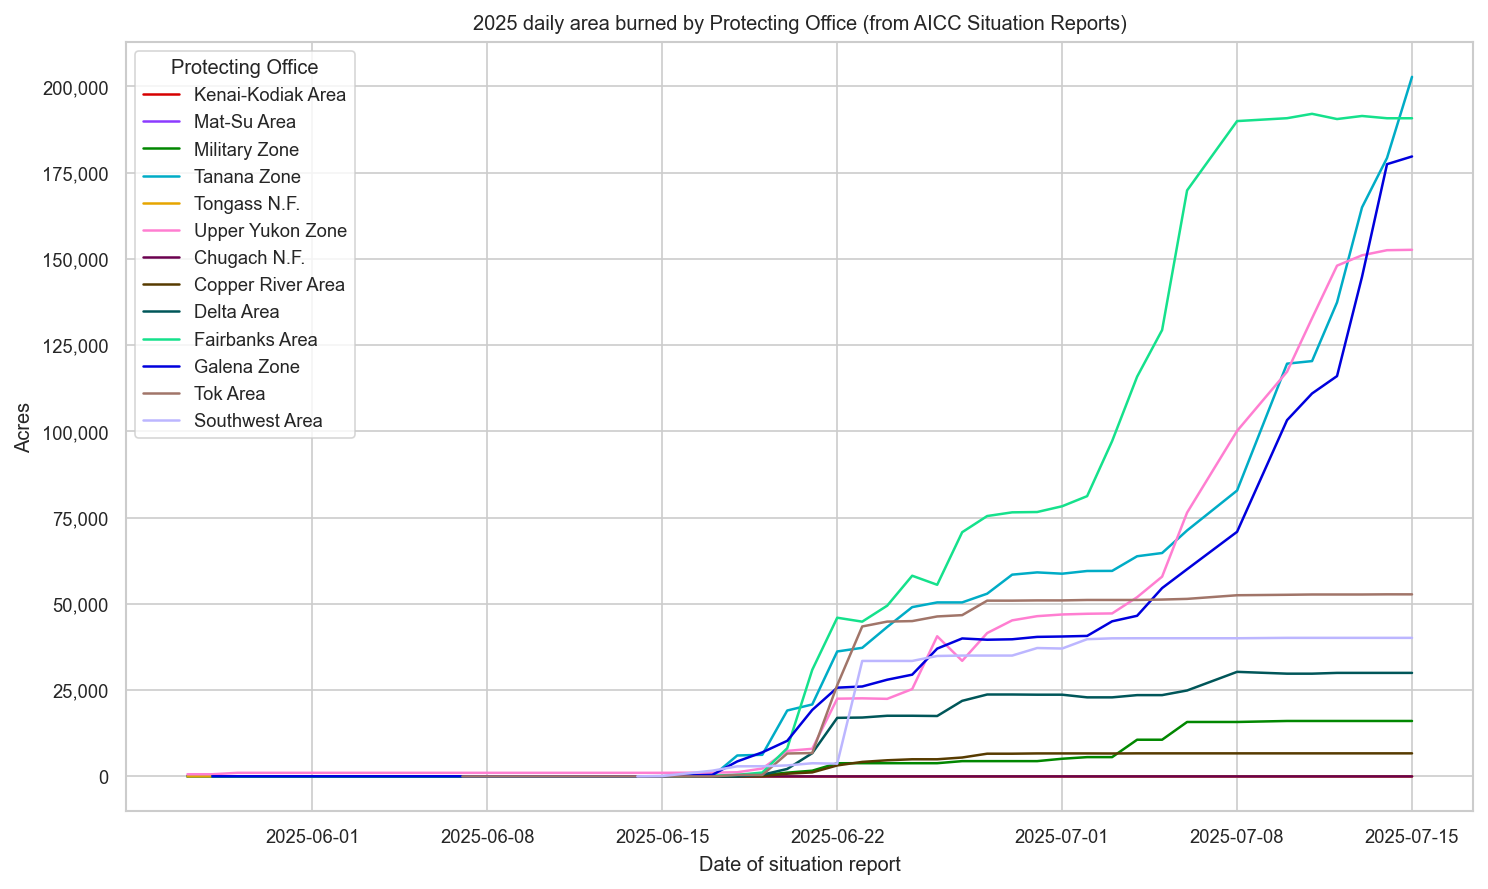 2025 daily area burned by Protecting Office (from AICC Situation Reports)
Protecting Office
Kenai-Kodiak Area
Mat-Su Area
Military Zone
Tanana Zone
Tongass N.F.
Upper Yukon Zone
Chugach N.F.
Copper River Area
Delta Area
Fairbanks Area
Galena Zone
Tok Area
Southwest Area
Acres
200,000
175,000
150,000
125,000
100,000
75,000
50,000
25,000
0
2025-06-01
2025-06-08
2025-06-15
2025-06-22
2025-07-01
2025-07-08
2025-07-15
Date of situation report